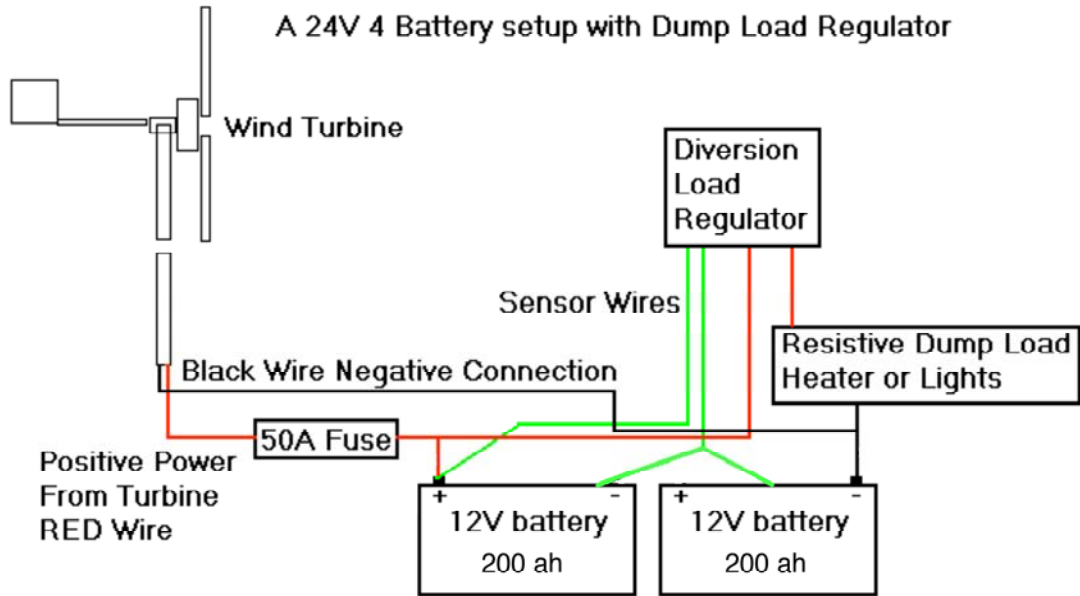 A 24V 4 Battery setup with Dump Load Regulator
Wind Turbine
Diversion
Load
Regulator
Sensor Wires
Resistive Dump Load
Heater or Lights
Black Wire Negative Connection
50A Fuse
Positive Power
From Turbine
RED Wire
+ -
12V battery
200 ah
+ -
12V battery
200 ah